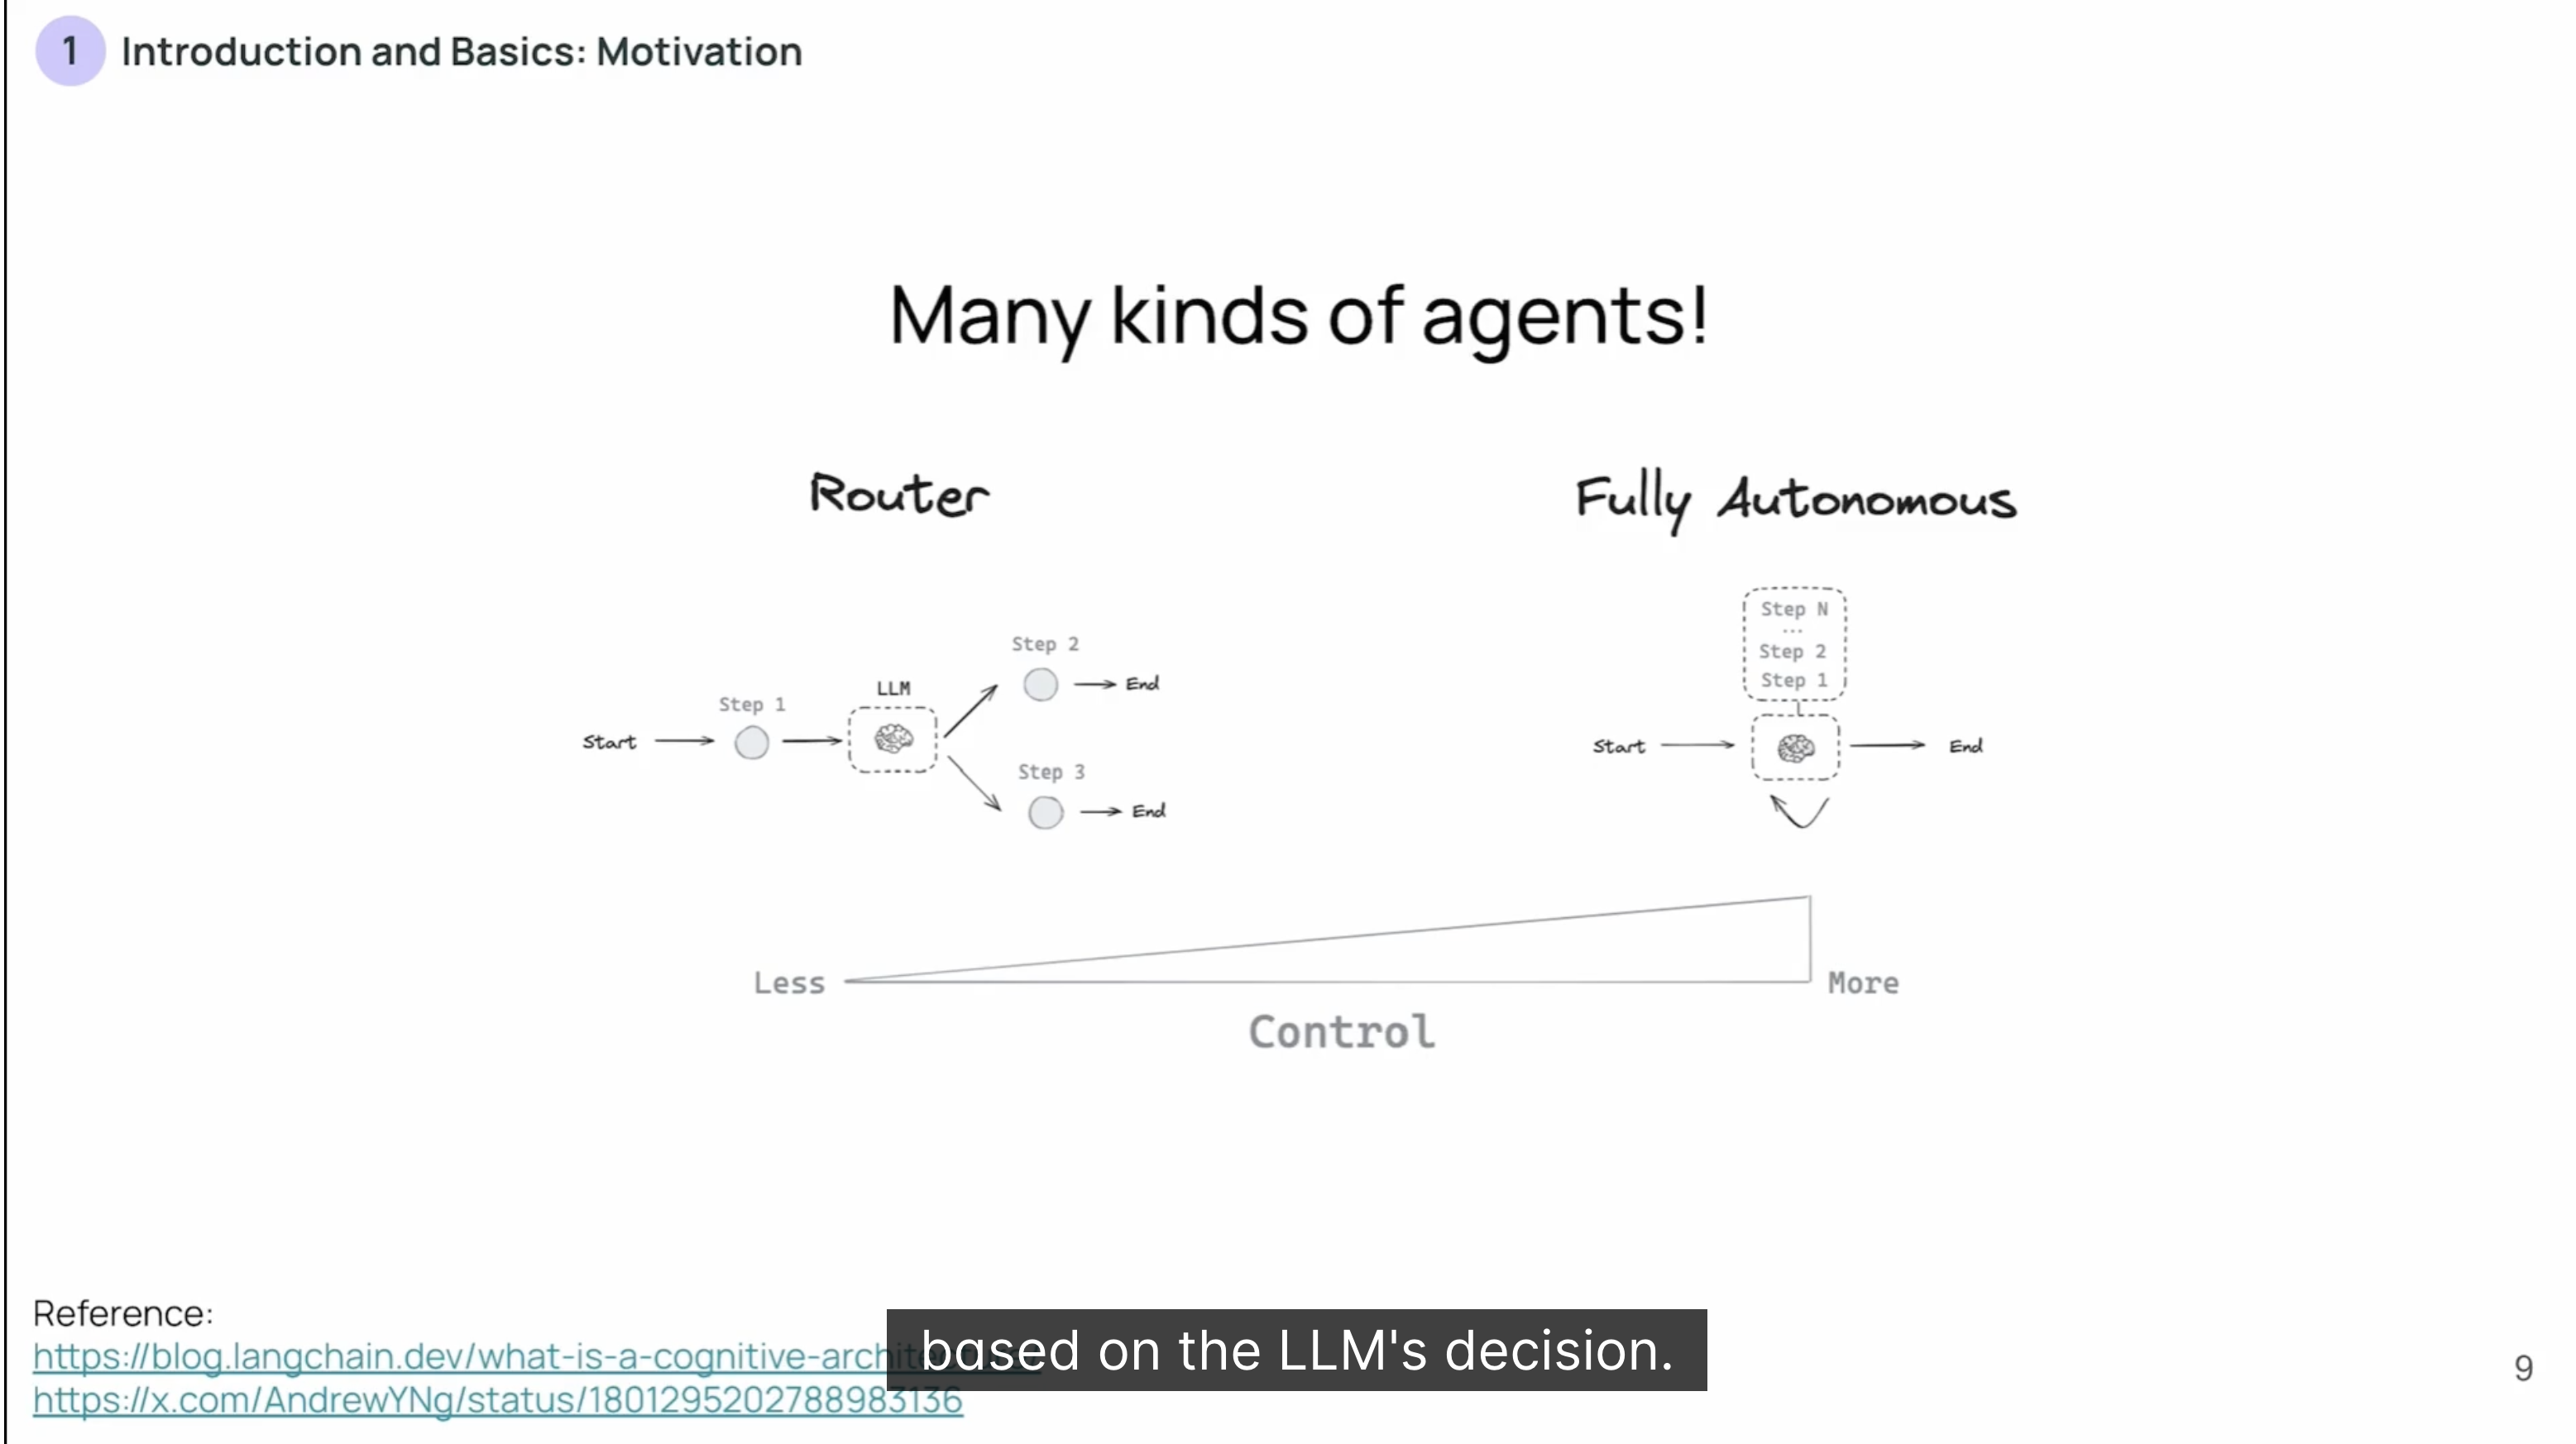 1 Introduction and Basics: Motivation
Many kinds of agents!
Router
Fully Autonomous
Start
Step 1
LLM
Step 2
End
Step 3
End
Step N
...
Step 2
Step 1
Start
End
Less
More
Control
Reference:
https://blog.langchain.dev/what-is-a-cognitive-archi
https://x.com/AndrewYNg/status/1801295202788983136
based on the LLM's decision.
9